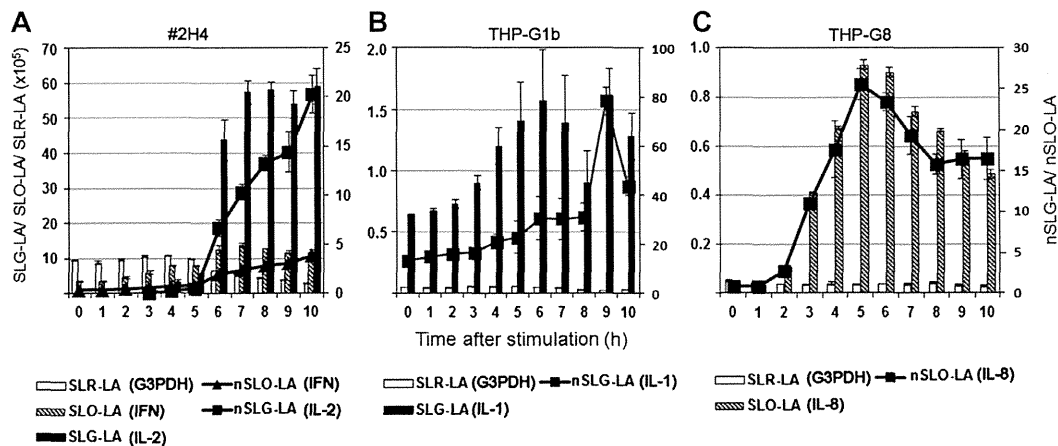 A
#2H4
B
THP-G1b
C
THP-G8
SLG-LA/ SLO-LA/ SLR-LA (x10⁵)
70
60
50
40
30
20
10
25
20
15
10
5
0
2.0
1.5
1.0
0.5
0.0
100
80
60
40
20
0
1.0
0.8
0.6
0.4
0.2
0.0
30
25
20
15
10
5
0
nSLG-LA/ nSLO-LA
0 1 2 3 4 5 6 7 8 9 10
0 1 2 3 4 5 6 7 8 9 10
0 1 2 3 4 5 6 7 8 9 10
Time after stimulation (h)
SLR-LA (G3PDH)
nSLO-LA (IFN)
SLO-LA (IFN)
nSLG-LA (IL-2)
SLG-LA (IL-2)
SLR-LA (G3PDH)
nSLG-LA (IL-1)
SLG-LA (IL-1)
SLR-LA (G3PDH)
nSLO-LA (IL-8)
SLO-LA (IL-8)